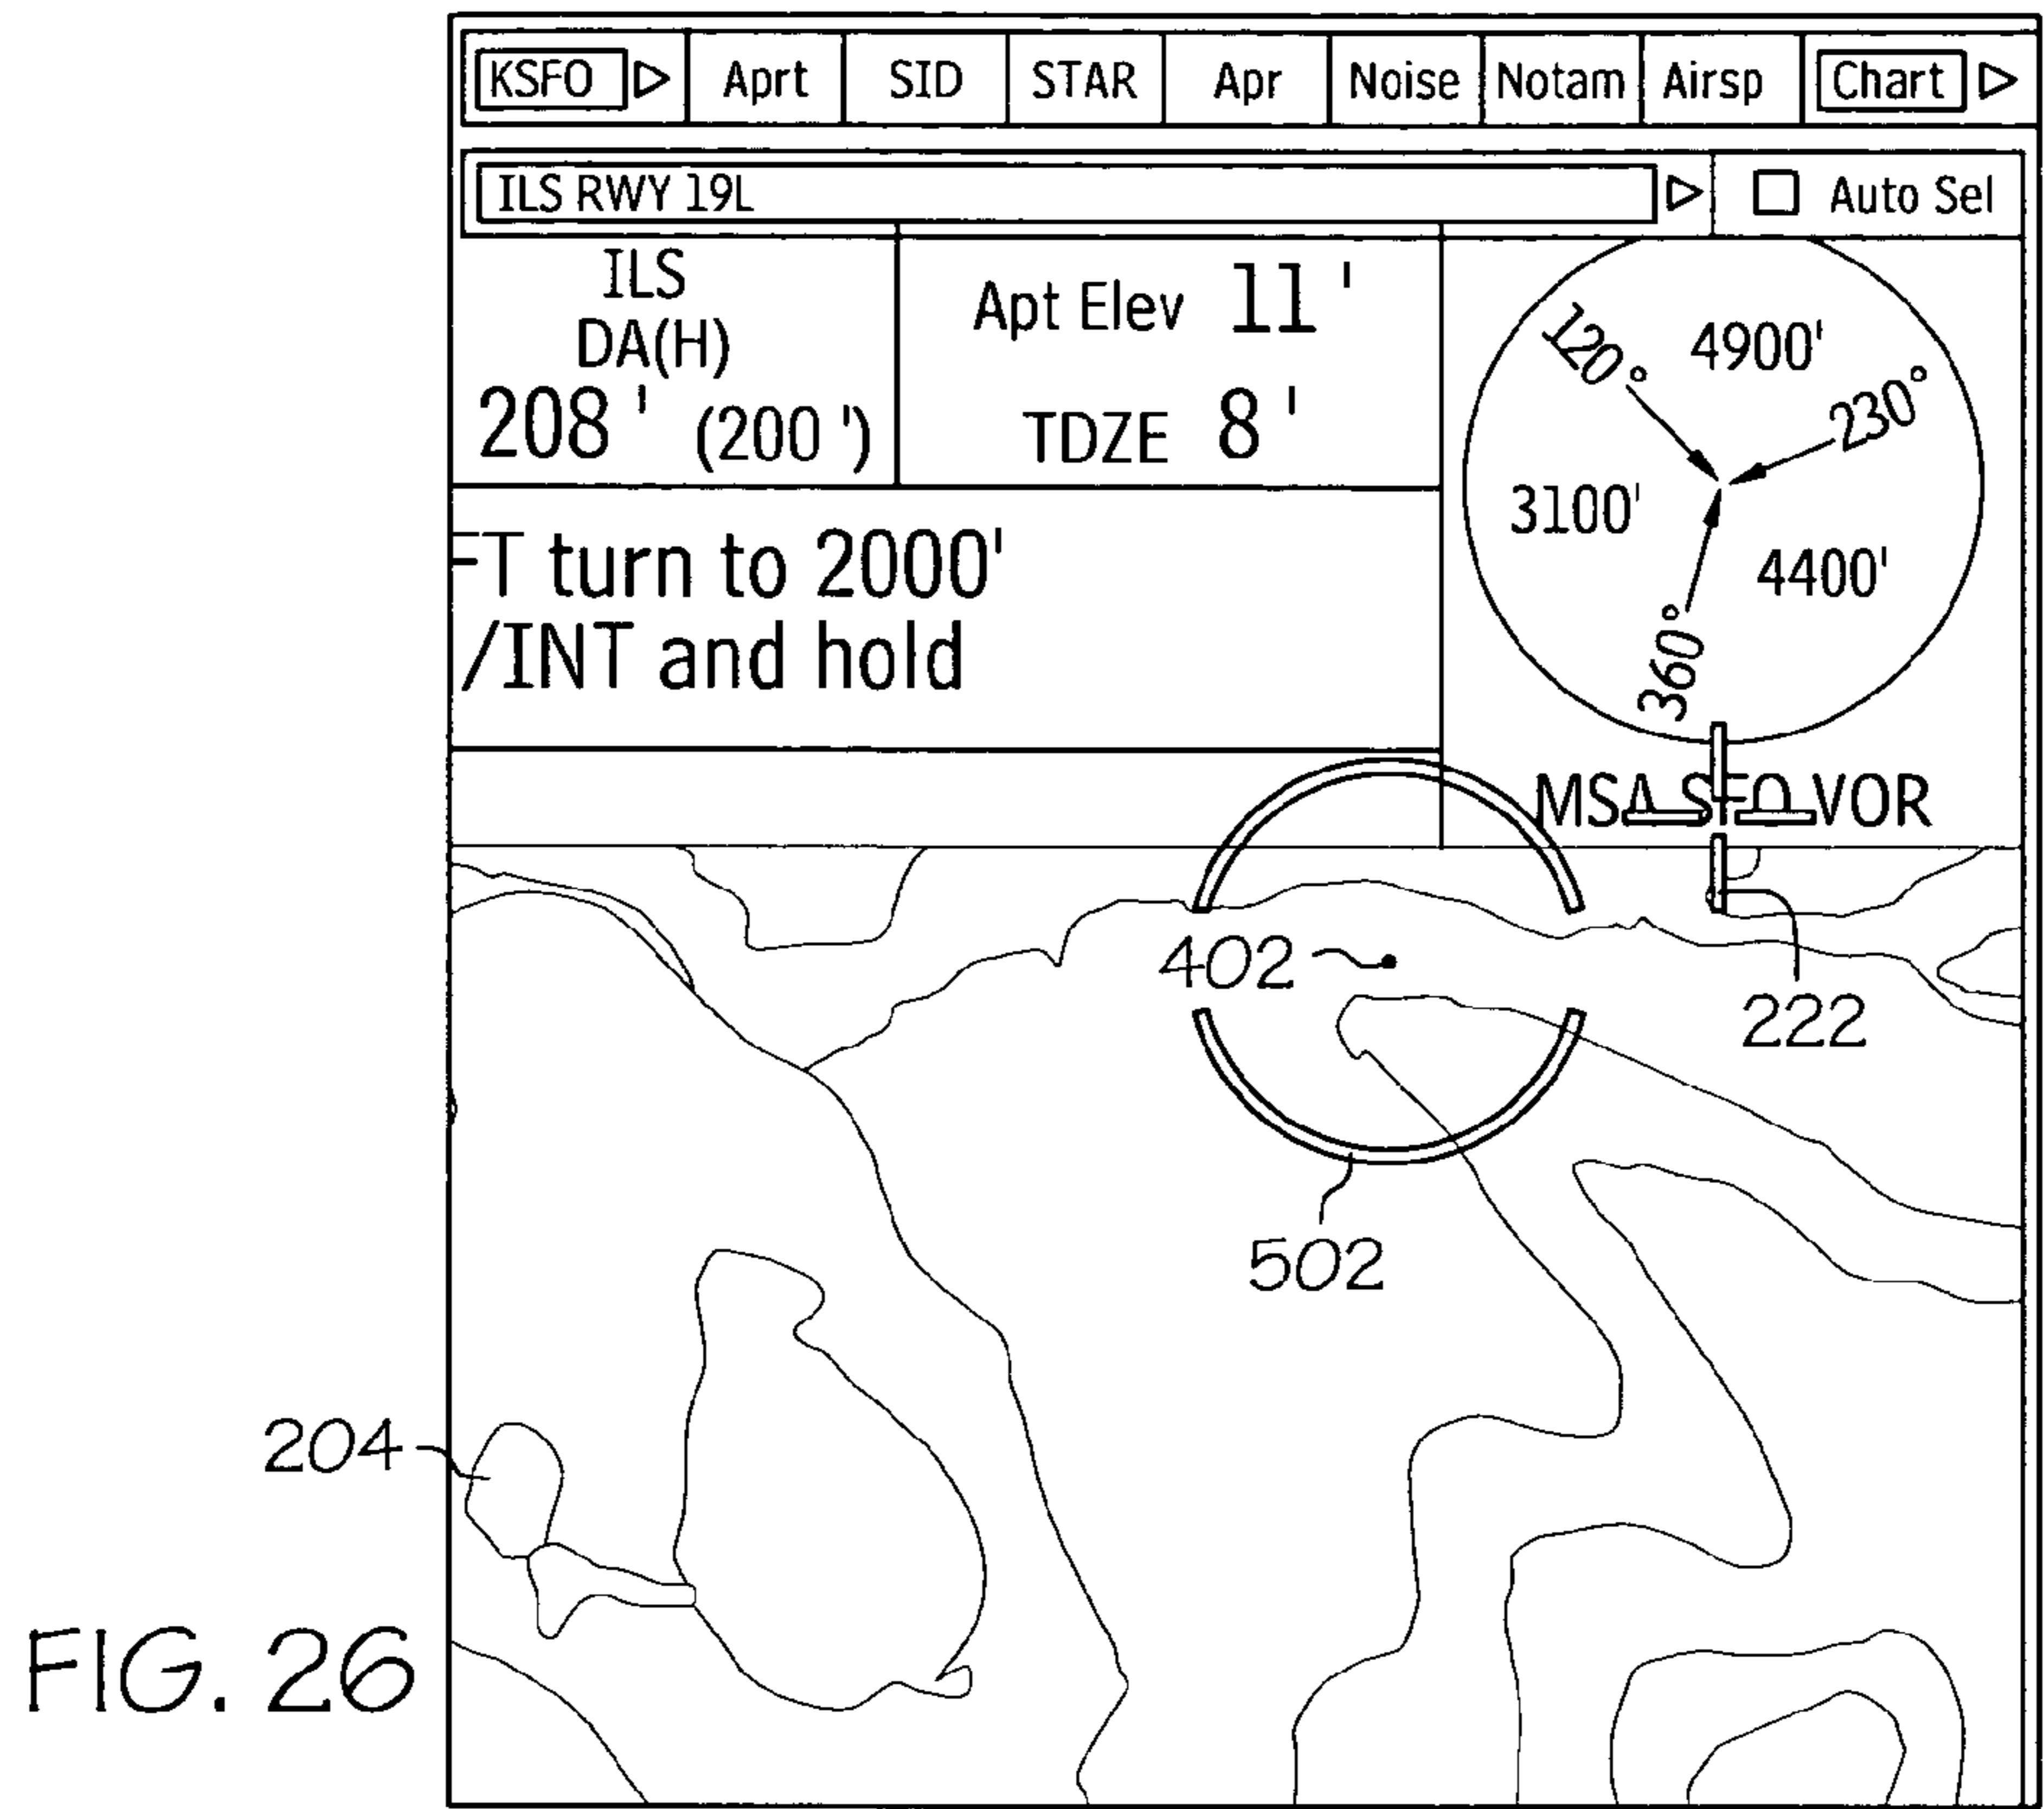 KSFO Aprt SID STAR Apr Noise Notam Airsp Chart
ILS RWY 19L Auto Sel
ILS
DA(H)
208' (200')
Apt Elev 11'
TDZE 8'
120°
4900'
230°
3100'
4400'
360°
MSA SFO VOR
FT turn to 2000'
/INT and hold
402
222
502
204
FIG. 26